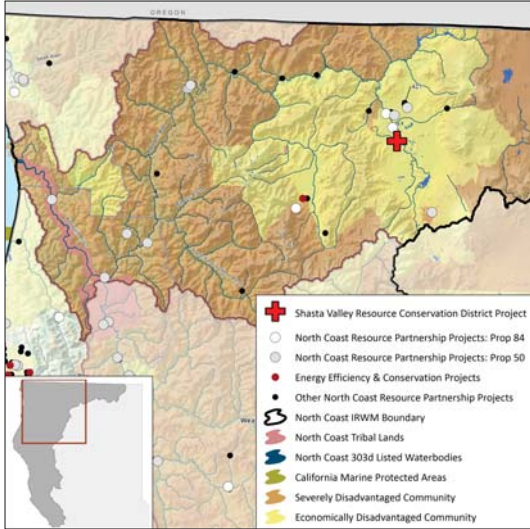 OREGON
Shasta Valley Resource Conservation District Project
North Coast Resource Partnership Projects: Prop 84
North Coast Resource Partnership Projects: Prop 50
Energy Efficiency & Conservation Projects
Other North Coast Resource Partnership Projects
North Coast IRWM Boundary
North Coast Tribal Lands
North Coast 303d Listed Waterbodies
California Marine Protected Areas
Severely Disadvantaged Community
Economically Disadvantaged Community